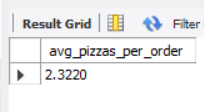 Result Grid Filter
avg_pizzas_per_order
2.3220